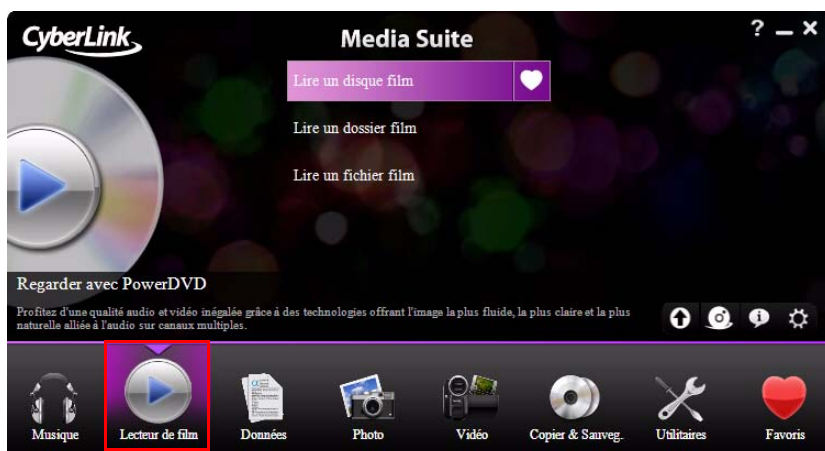 CyberLink
Media Suite
? _ ×
Lire un disque film
Lire un dossier film
Lire un fichier film
Regarder avec PowerDVD
Profitez d'une qualité audio et vidéo inégalée grâce à des technologies offrant l'image la plus fluide, la plus claire et la plus
naturelle alliée à l'audio sur canaux multiples.
Musique
Lecteur de film
Données
Photo
Vidéo
Copier & Sauveg.
Utilitaires
Favoris